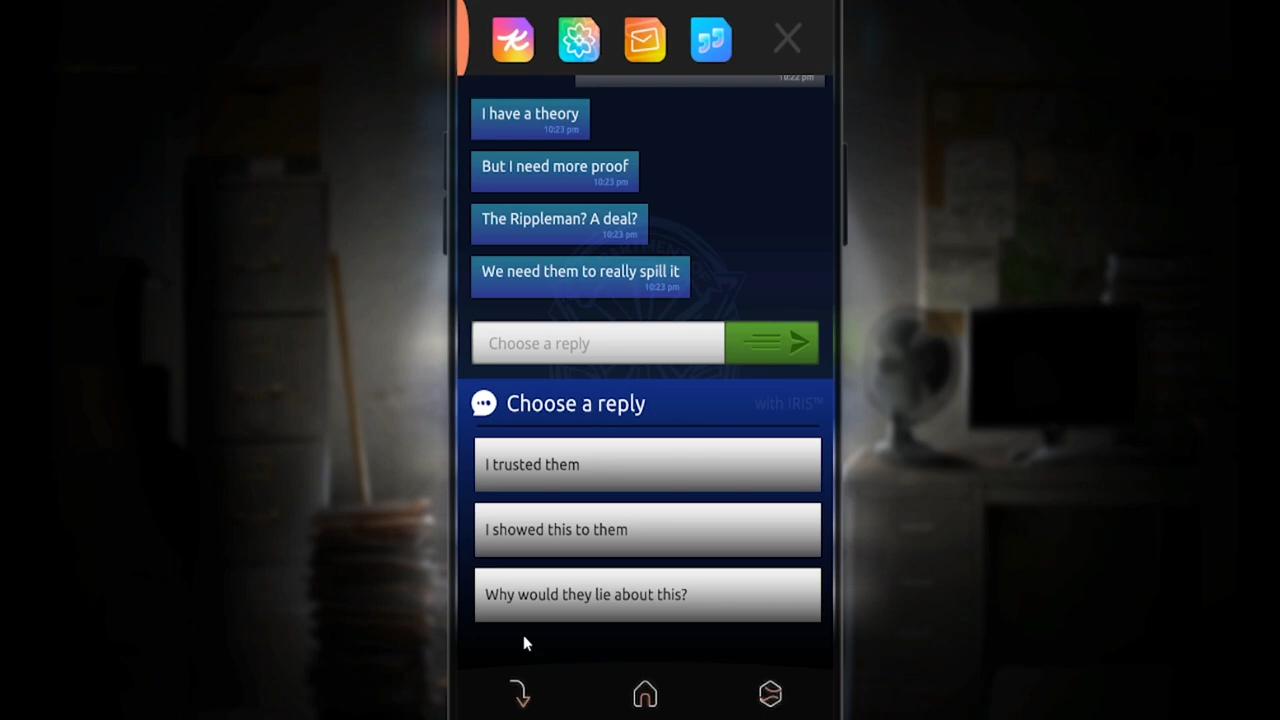 10:22 pm
I have a theory
10:23 pm
But I need more proof
10:23 pm
The Rippleman? A deal?
10:23 pm
We need them to really spill it
10:23 pm
Choose a reply
Choose a reply
with IRIS™
I trusted them
I showed this to them
Why would they lie about this?